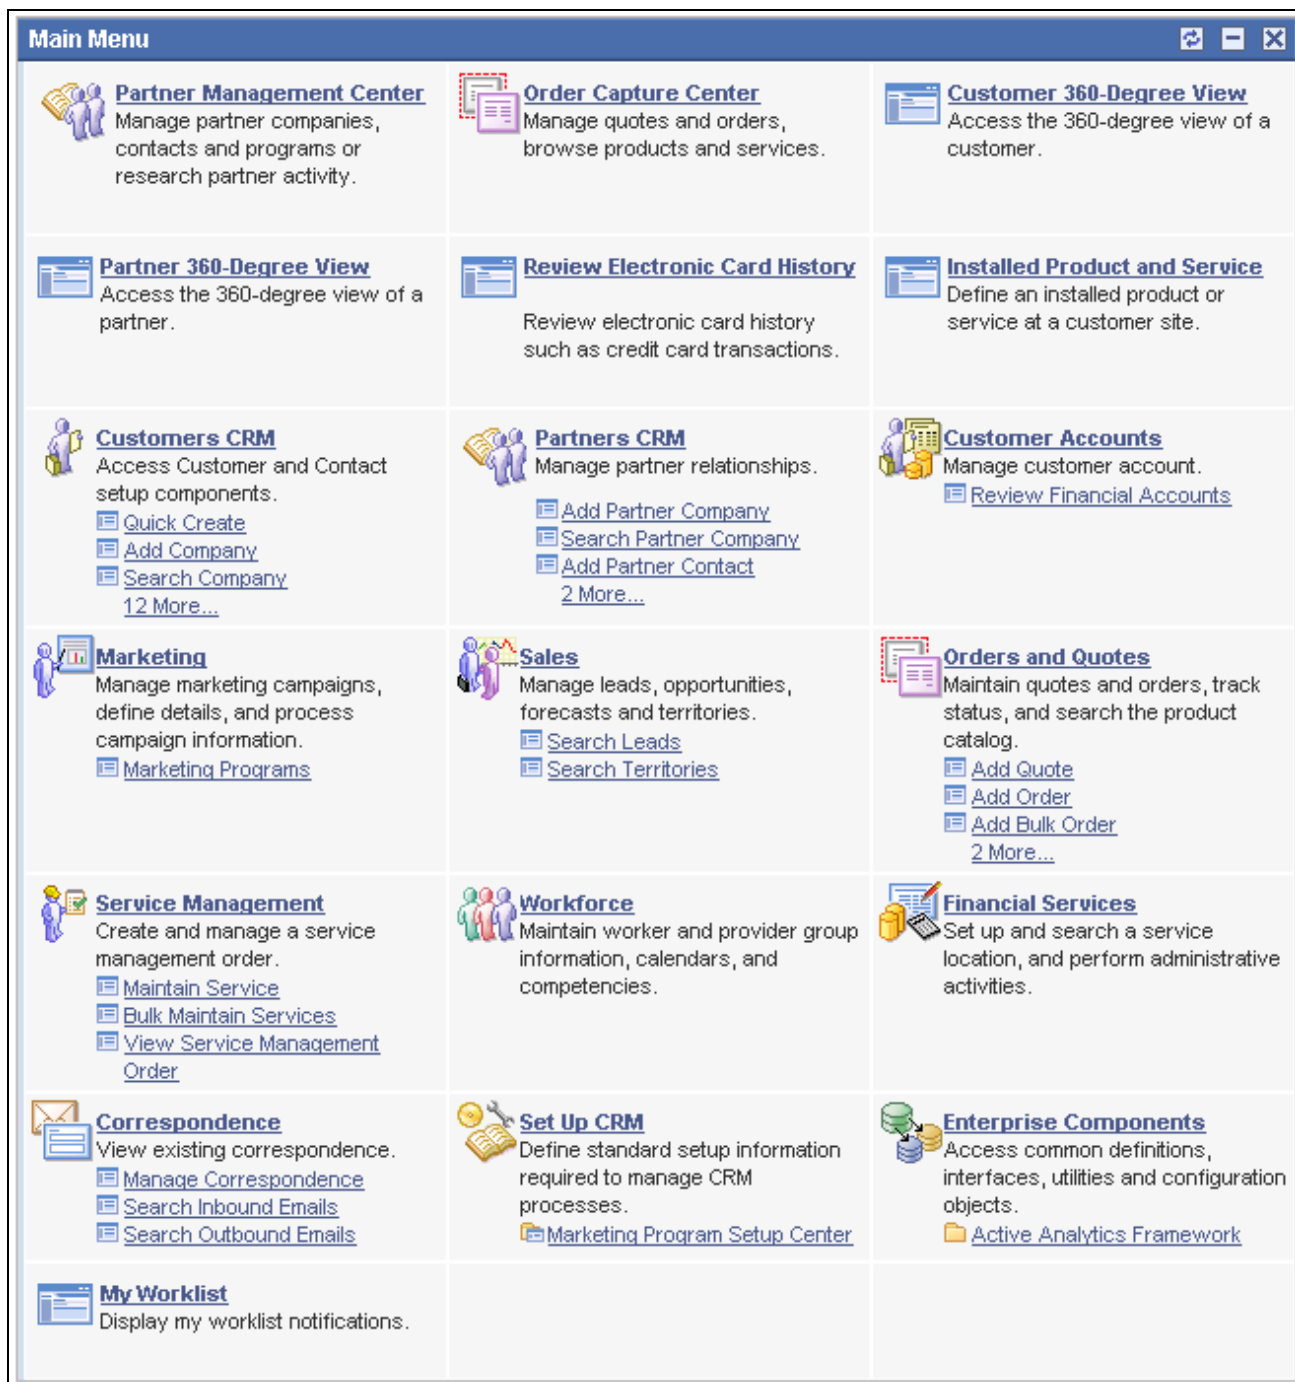 Main Menu
Partner Management Center
Manage partner companies,
contacts and programs or
research partner activity.
Order Capture Center
Manage quotes and orders,
browse products and services.
Customer 360-Degree View
Access the 360-degree view of a
customer.
Partner 360-Degree View
Access the 360-degree view of a
partner.
Review Electronic Card History
Review electronic card history
such as credit card transactions.
Installed Product and Service
Define an installed product or
service at a customer site.
Customers CRM
Access Customer and Contact
setup components.
Quick Create
Add Company
Search Company
12 More...
Partners CRM
Manage partner relationships.
Add Partner Company
Search Partner Company
Add Partner Contact
2 More...
Customer Accounts
Manage customer account.
Review Financial Accounts
Marketing
Manage marketing campaigns,
define details, and process
campaign information.
Marketing Programs
Sales
Manage leads, opportunities,
forecasts and territories.
Search Leads
Search Territories
Orders and Quotes
Maintain quotes and orders, track
status, and search the product
catalog.
Add Quote
Add Order
Add Bulk Order
2 More...
Service Management
Create and manage a service
management order.
Maintain Service
Bulk Maintain Services
View Service Management
Order
Workforce
Maintain worker and provider group
information, calendars, and
competencies.
Financial Services
Set up and search a service
location, and perform administrative
activities.
Correspondence
View existing correspondence.
Manage Correspondence
Search Inbound Emails
Search Outbound Emails
Set Up CRM
Define standard setup information
required to manage CRM
processes.
Marketing Program Setup Center
Enterprise Components
Access common definitions,
interfaces, utilities and configuration
objects.
Active Analytics Framework
My Worklist
Display my worklist notifications.